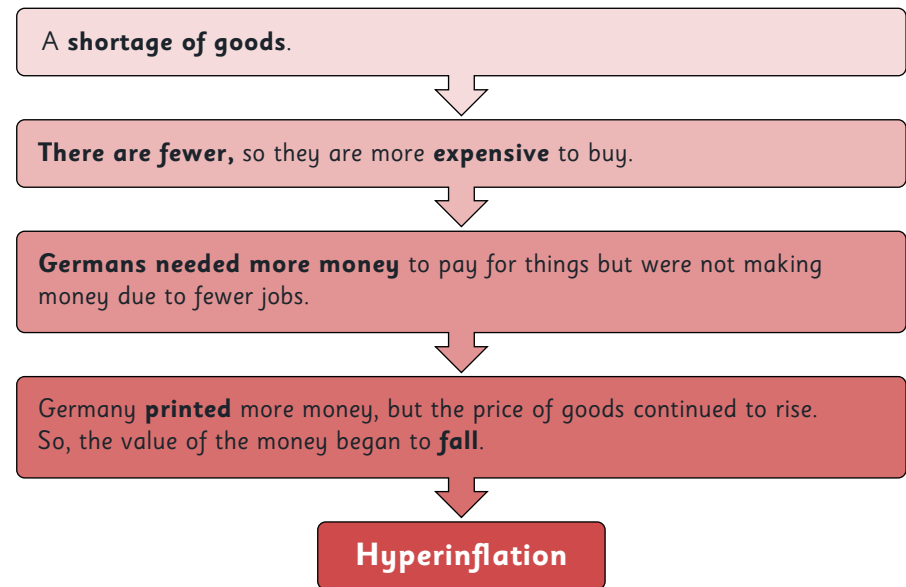 A shortage of goods.
There are fewer, so they are more expensive to buy.
Germans needed more money to pay for things but were not making
money due to fewer jobs.
Germany printed more money, but the price of goods continued to rise.
So, the value of the money began to fall.
Hyperinflation